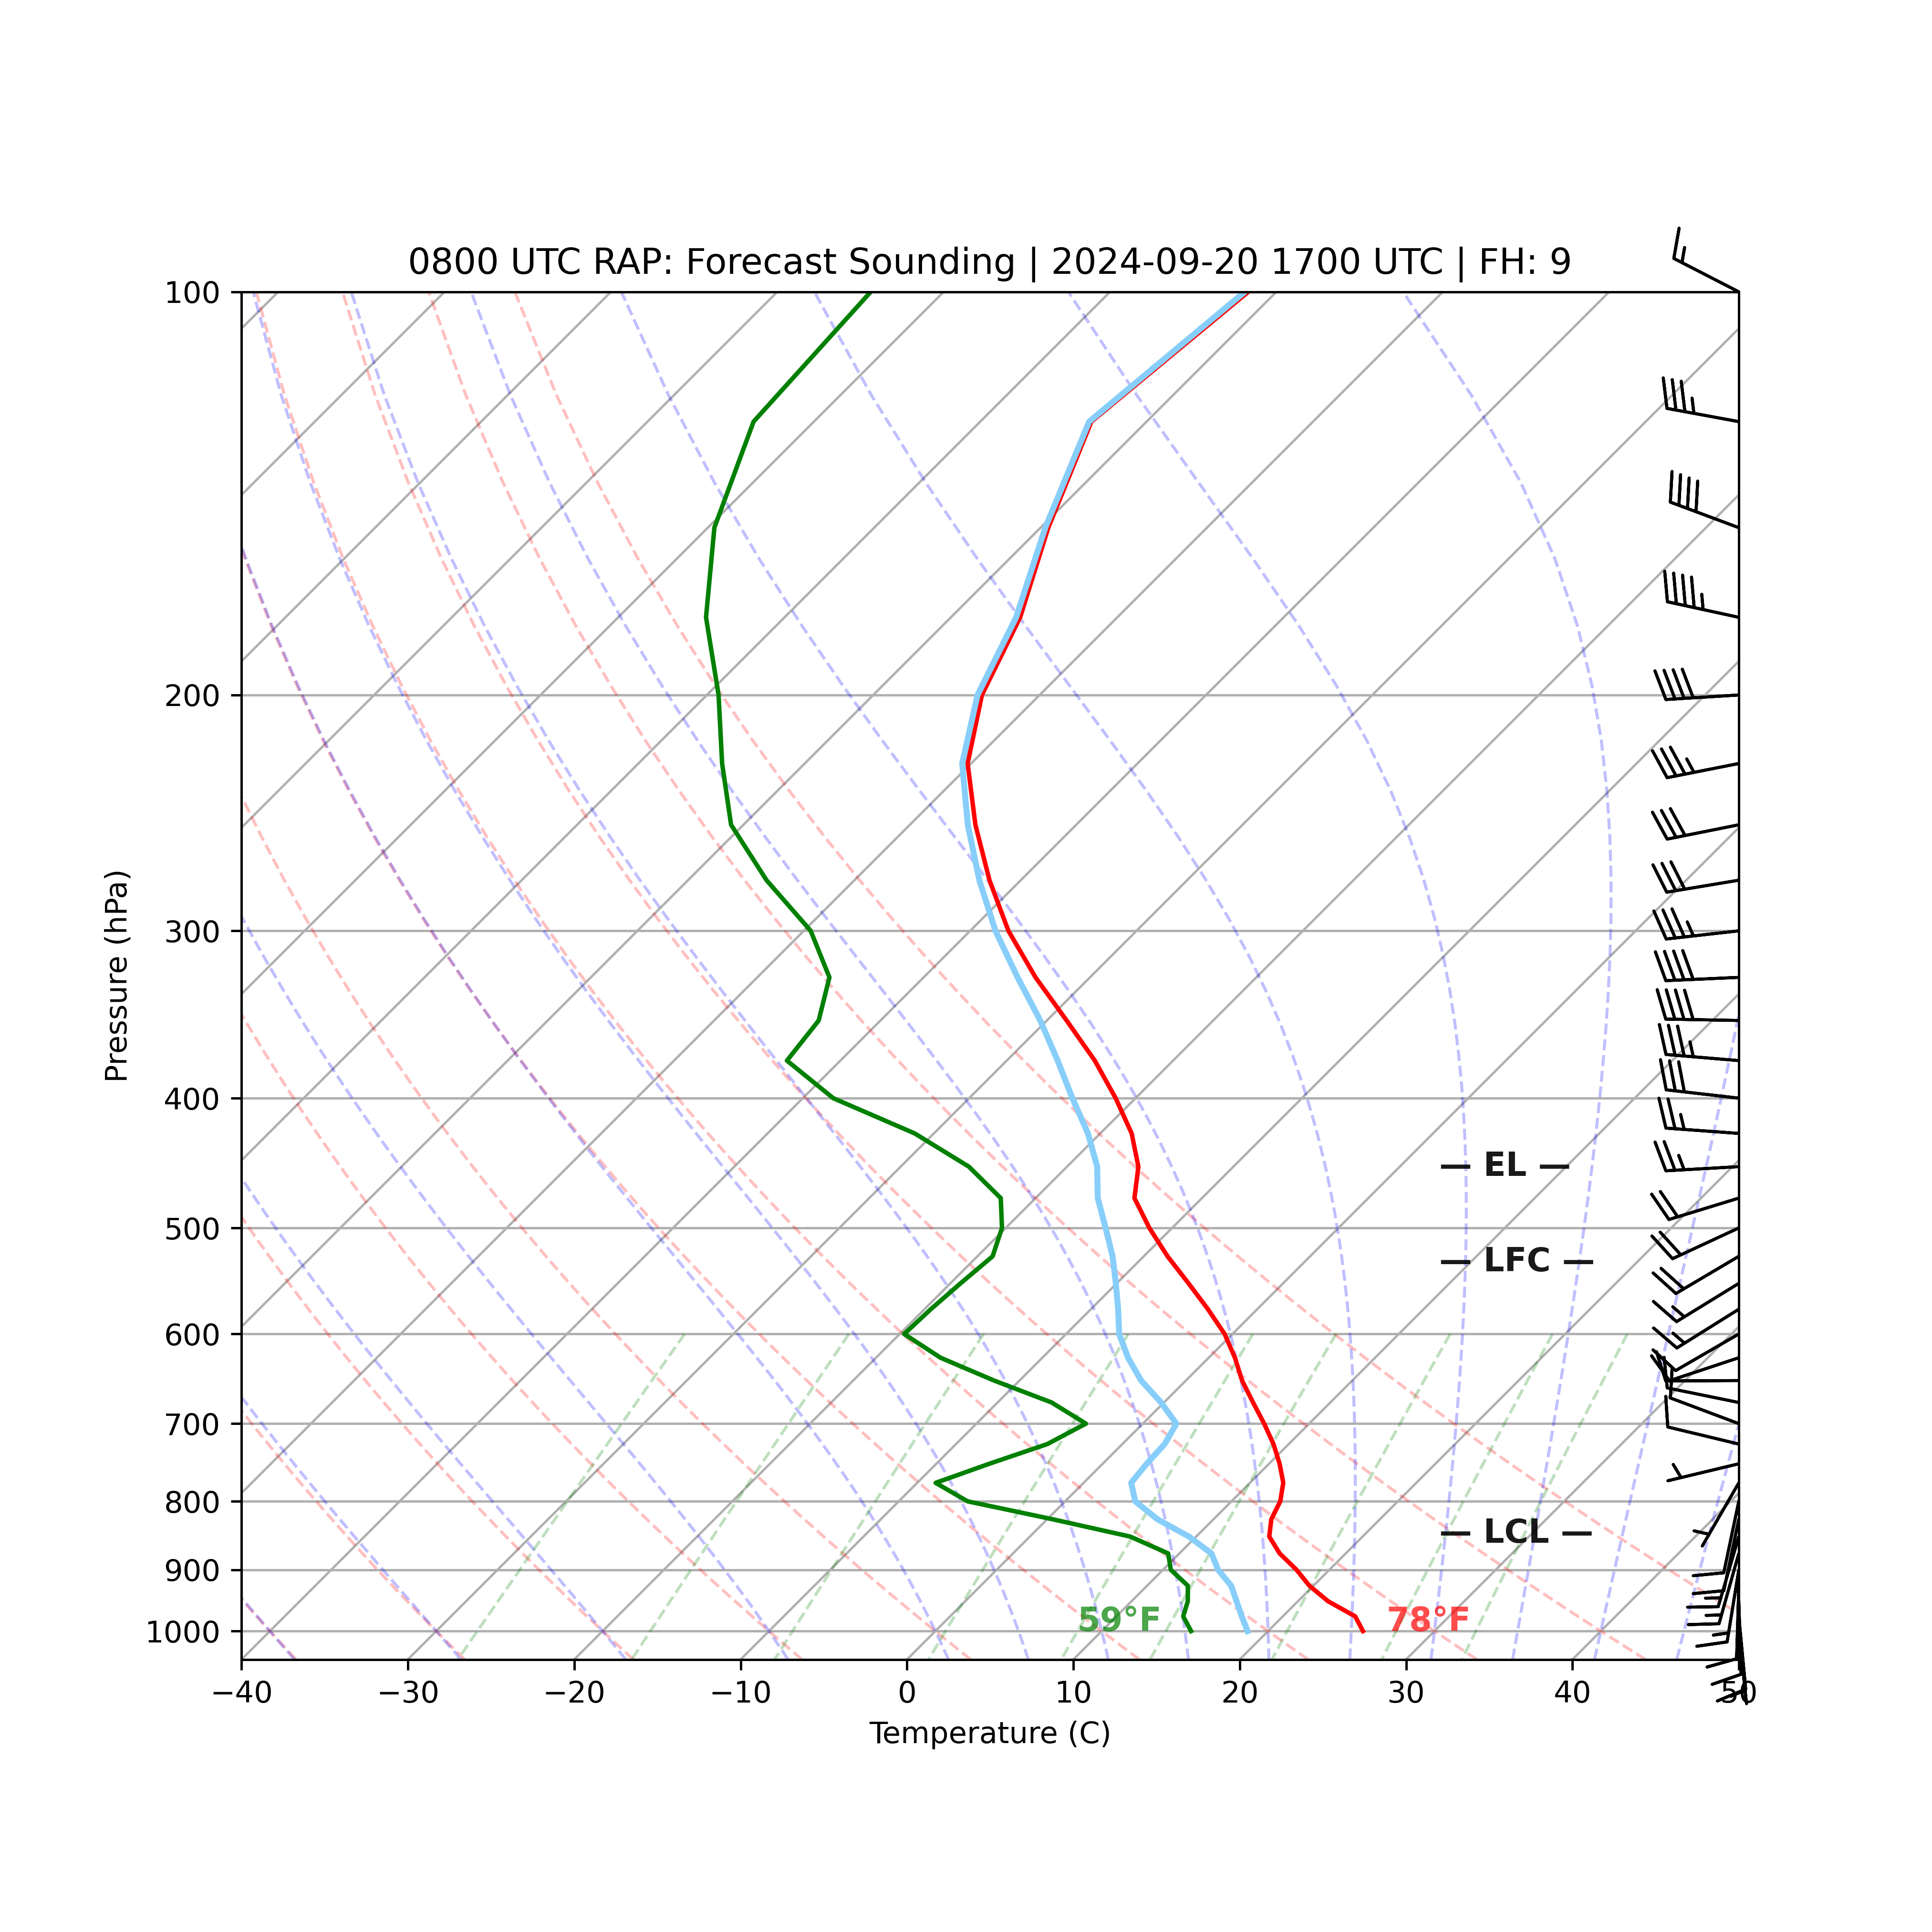 0800 UTC RAP: Forecast Sounding | 2024-09-20 1700 UTC | FH: 9
100
200
300
400
500
600
700
800
900
1000
Pressure (hPa)
— EL —
— LFC —
— LCL —
59°F
78°F
−40 −30 −20 −10 0 10 20 30 40 50
Temperature (C)